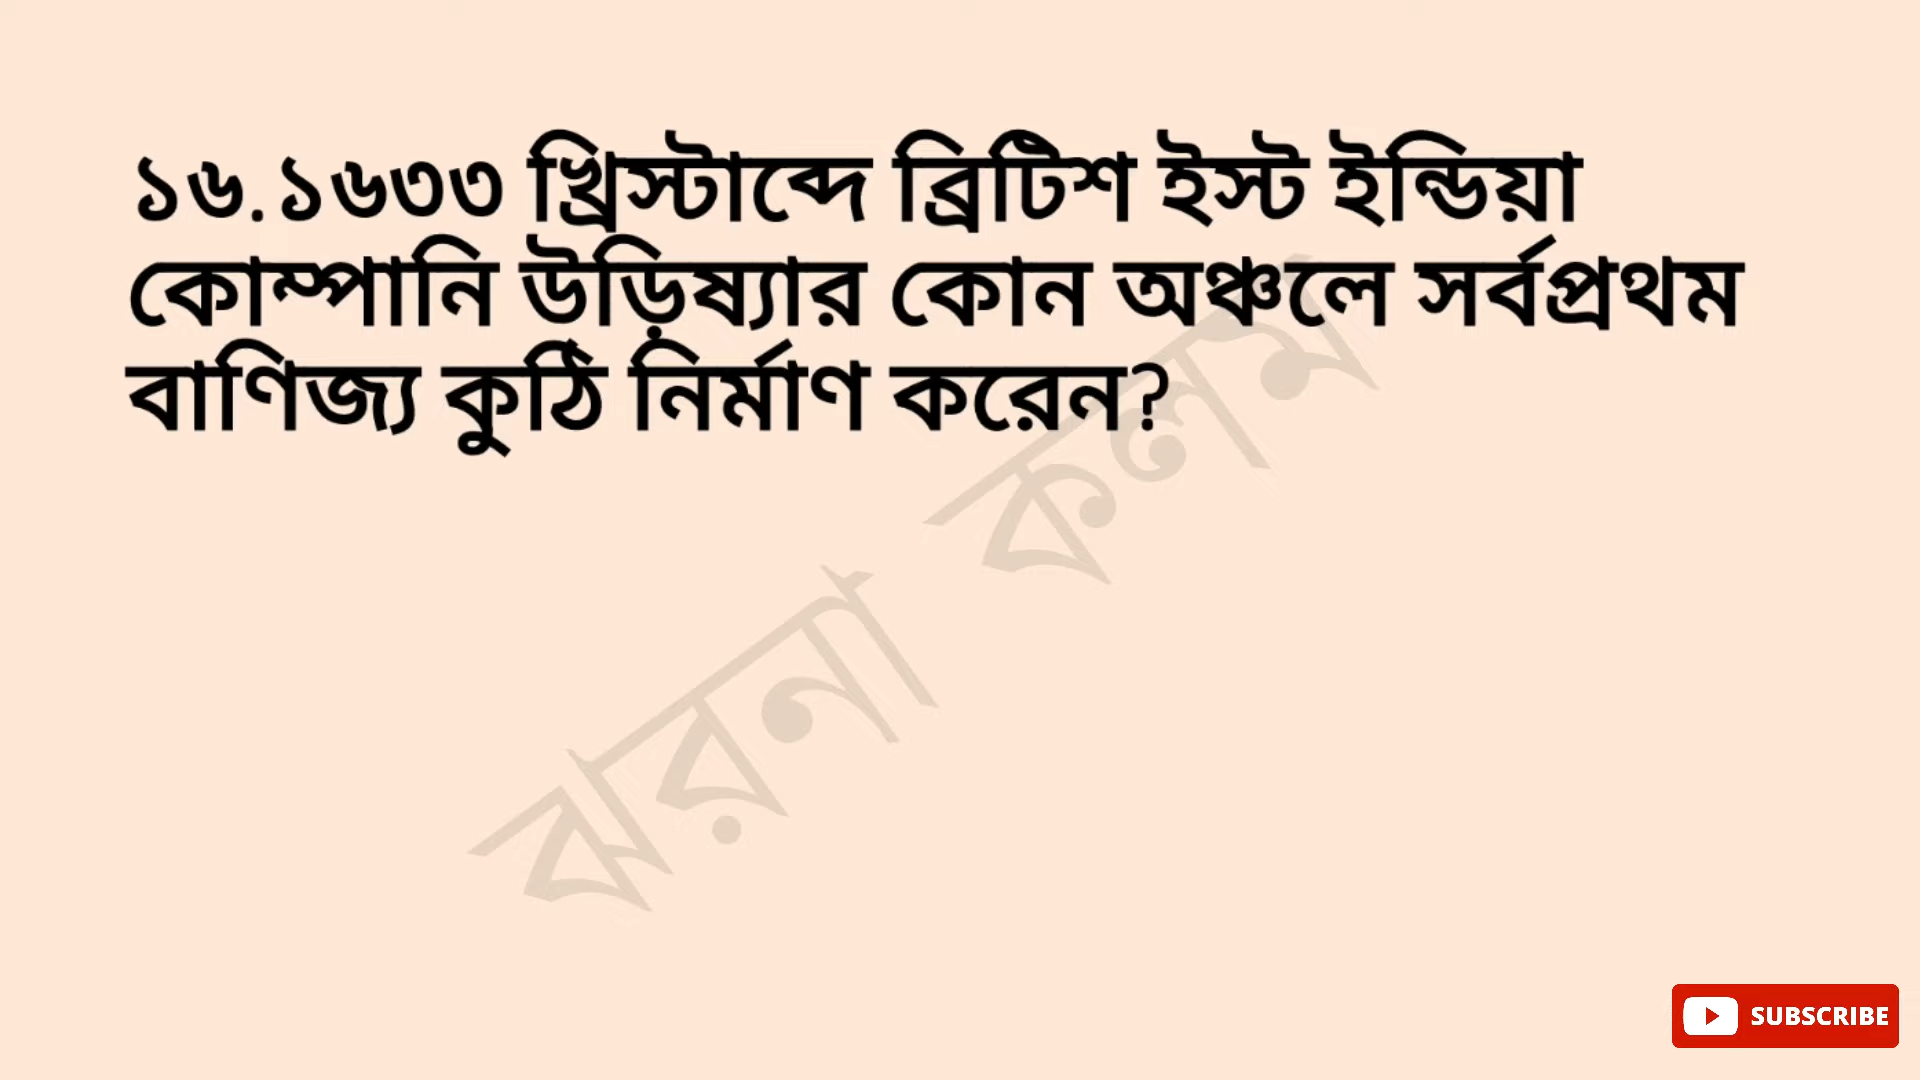 ১৬.১৬৩৩ খ্রিস্টাব্দে ব্রিটিশ ইস্ট ইন্ডিয়া
কোম্পানি উড়িষ্যার কোন অঞ্চলে সর্বপ্রথম
বাণিজ্য কুঠি নির্মাণ করেন?
ঝরনা কলম
SUBSCRIBE